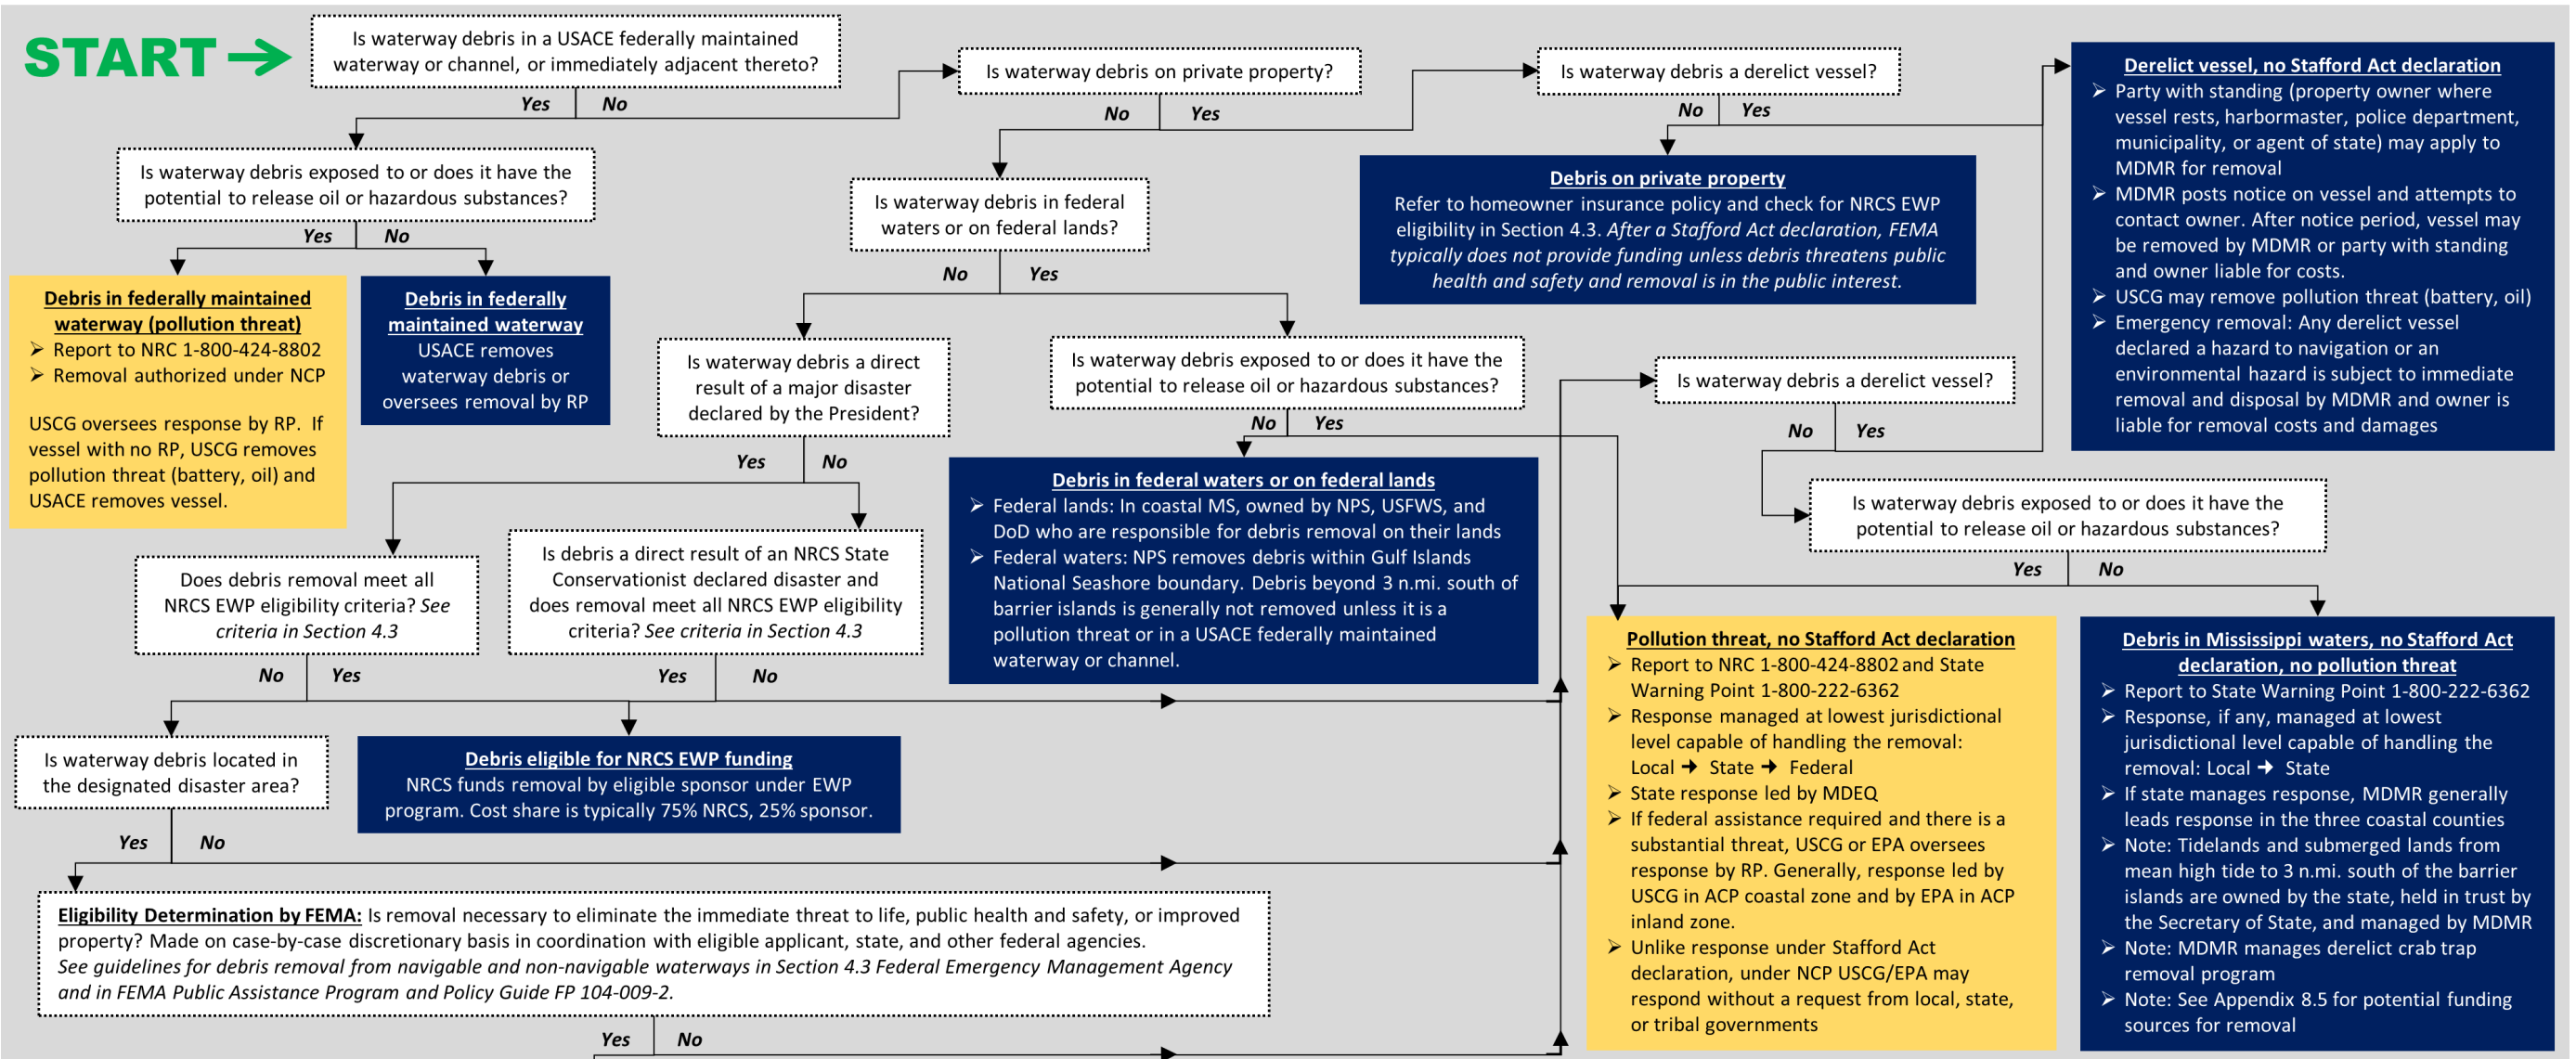 START
Is waterway debris in a USACE federally maintained
waterway or channel, or immediately adjacent thereto?
Yes
No
Is waterway debris on private property?
No
Yes
Is waterway debris a derelict vessel?
No
Yes
Derelict vessel, no Stafford Act declaration
➢ Party with standing (property owner where
vessel rests, harbormaster, police department,
municipality, or agent of state) may apply to
MDMR for removal
➢ MDMR posts notice on vessel and attempts to
contact owner. After notice period, vessel may
be removed by MDMR or party with standing
and owner liable for costs.
➢ USCG may remove pollution threat (battery, oil)
➢ Emergency removal: Any derelict vessel
declared a hazard to navigation or an
environmental hazard is subject to immediate
removal and disposal by MDMR and owner is
liable for removal costs and damages
Is waterway debris exposed to or does it have the
potential to release oil or hazardous substances?
Yes
No
Debris in federally maintained
waterway (pollution threat)
➢ Report to NRC 1-800-424-8802
➢ Removal authorized under NCP
USCG oversees response by RP. If
vessel with no RP, USCG removes
pollution threat (battery, oil) and
USACE removes vessel.
Debris in federally
maintained waterway
USACE removes
waterway debris or
oversees removal by RP
Is waterway debris in federal
waters or on federal lands?
No
Yes
Debris on private property
Refer to homeowner insurance policy and check for NRCS EWP
eligibility in Section 4.3. After a Stafford Act declaration, FEMA
typically does not provide funding unless debris threatens public
health and safety and removal is in the public interest.
Is waterway debris a direct
result of a major disaster
declared by the President?
Yes
No
Is waterway debris exposed to or does it have the
potential to release oil or hazardous substances?
No
Yes
Is waterway debris a derelict vessel?
No
Yes
Debris in federal waters or on federal lands
➢ Federal lands: In coastal MS, owned by NPS, USFWS, and
DoD who are responsible for debris removal on their lands
➢ Federal waters: NPS removes debris within Gulf Islands
National Seashore boundary. Debris beyond 3 n.mi. south of
barrier islands is generally not removed unless it is a
pollution threat or in a USACE federally maintained
waterway or channel.
Is waterway debris exposed to or does it have the
potential to release oil or hazardous substances?
Yes
No
Does debris removal meet all
NRCS EWP eligibility criteria? See
criteria in Section 4.3
No
Yes
Is debris a direct result of an NRCS State
Conservationist declared disaster and
does removal meet all NRCS EWP eligibility
criteria? See criteria in Section 4.3
Yes
No
Pollution threat, no Stafford Act declaration
➢ Report to NRC 1-800-424-8802 and State
Warning Point 1-800-222-6362
➢ Response managed at lowest jurisdictional
level capable of handling the removal:
Local ➔ State ➔ Federal
➢ State response led by MDEQ
➢ If federal assistance required and there is a
substantial threat, USCG or EPA oversees
response by RP. Generally, response led by
USCG in ACP coastal zone and by EPA in ACP
inland zone.
➢ Unlike response under Stafford Act
declaration, under NCP USCG/EPA may
respond without a request from local, state,
or tribal governments
Debris in Mississippi waters, no Stafford Act
declaration, no pollution threat
➢ Report to State Warning Point 1-800-222-6362
➢ Response, if any, managed at lowest
jurisdictional level capable of handling the
removal: Local ➔ State
➢ If state manages response, MDMR generally
leads response in the three coastal counties
➢ Note: Tidelands and submerged lands from
mean high tide to 3 n.mi. south of the barrier
islands are owned by the state, held in trust by
the Secretary of State, and managed by MDMR
➢ Note: MDMR manages derelict crab trap
removal program
➢ Note: See Appendix 8.5 for potential funding
sources for removal
Is waterway debris located in
the designated disaster area?
Yes
No
Debris eligible for NRCS EWP funding
NRCS funds removal by eligible sponsor under EWP
program. Cost share is typically 75% NRCS, 25% sponsor.
Eligibility Determination by FEMA: Is removal necessary to eliminate the immediate threat to life, public health and safety, or improved
property? Made on case-by-case discretionary basis in coordination with eligible applicant, state, and other federal agencies.
See guidelines for debris removal from navigable and non-navigable waterways in Section 4.3 Federal Emergency Management Agency
and in FEMA Public Assistance Program and Policy Guide FP 104-009-2.
Yes
No